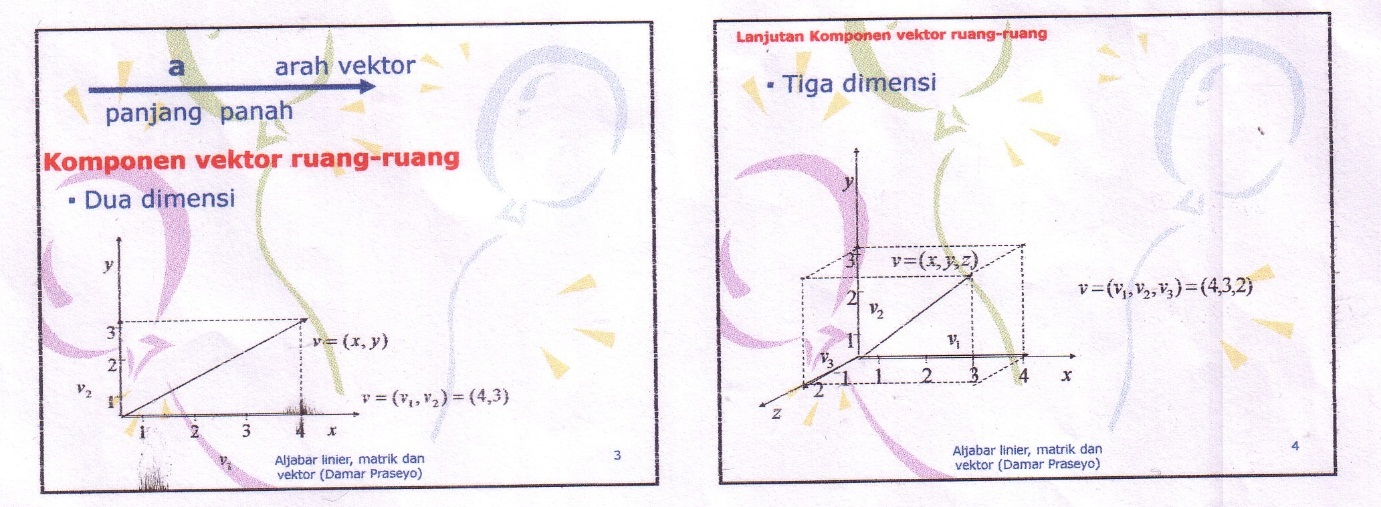 a arah vektor
panjang panah
Komponen vektor ruang-ruang
▪ Dua dimensi
y
3
v = (x, y)
2
v₂
1
v = (v₁, v₂) = (4,3)
1 2 3 4 x
v₁
Aljabar linier, matrik dan
vektor (Damar Praseyo)
3
Lanjutan Komponen vektor ruang-ruang
▪ Tiga dimensi
y
3 v = (x, y, z)
v = (v₁, v₂, v₃) = (4,3,2)
2 v₂
1 v₁
v₃
1 1 2 3 4 x
2
z
Aljabar linier, matrik dan
vektor (Damar Praseyo)
4